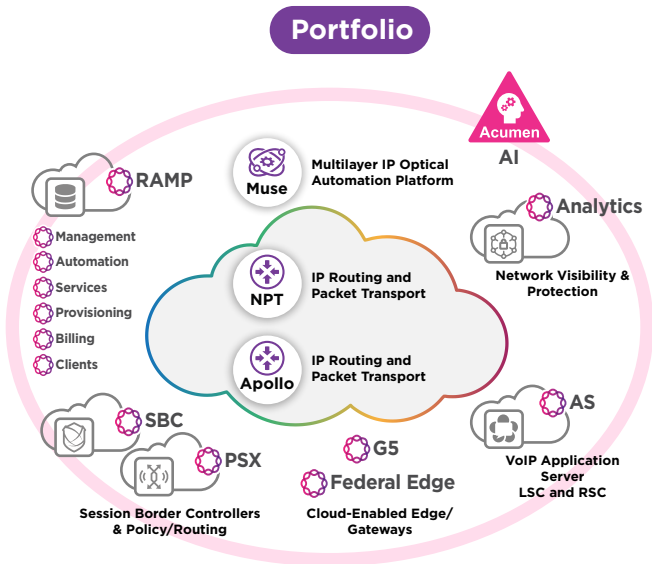 Portfolio
Acumen
AI
RAMP
Management
Automation
Services
Provisioning
Billing
Clients
Muse
Multilayer IP Optical
Automation Platform
NPT
IP Routing and
Packet Transport
Apollo
IP Routing and
Packet Transport
Analytics
Network Visibility &
Protection
SBC
PSX
Session Border Controllers
& Policy/Routing
G5
Federal Edge
Cloud-Enabled Edge/
Gateways
AS
VoIP Application
Server
LSC and RSC